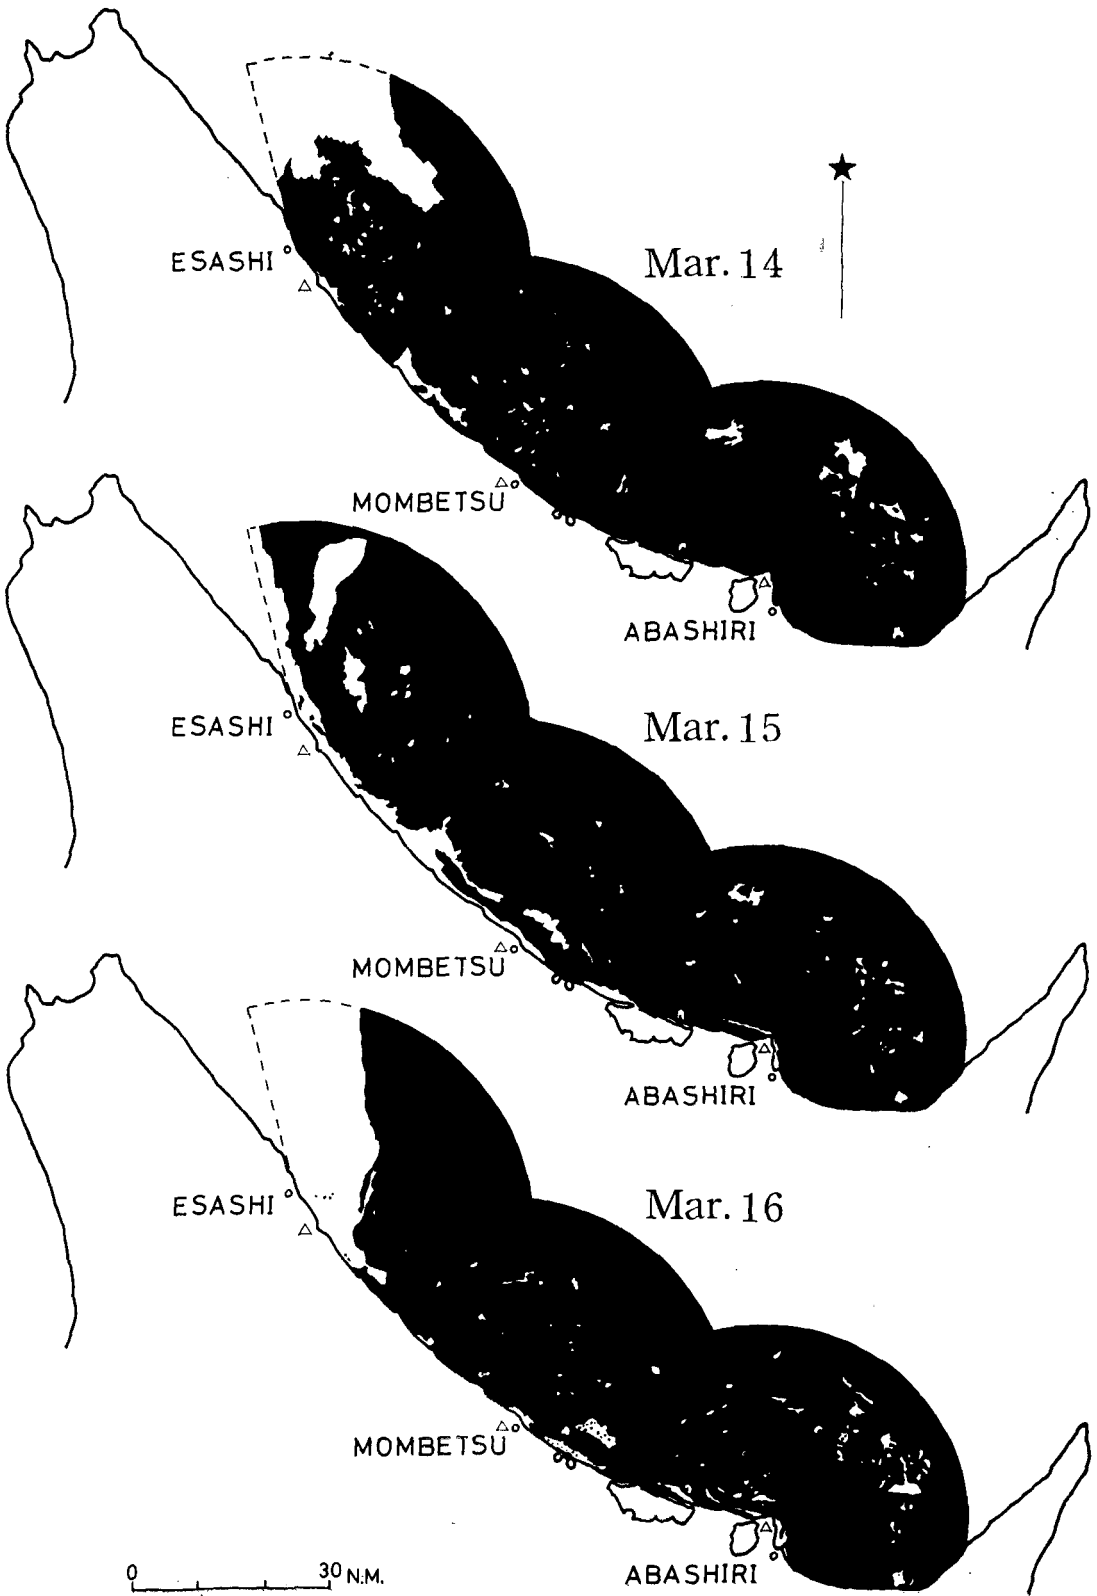 ESASHI
Mar. 14
MOMBETSU
ABASHIRI
ESASHI
Mar. 15
MOMBETSU
ABASHIRI
ESASHI
Mar. 16
MOMBETSU
ABASHIRI
0 30 N.M.